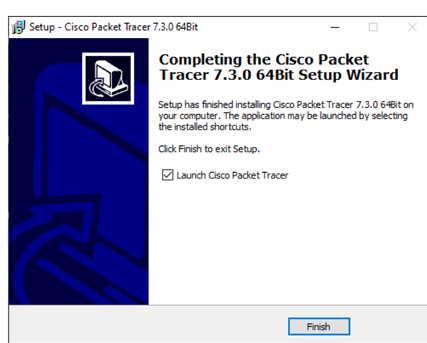 Setup - Cisco Packet Tracer 7.3.0 64Bit
Completing the Cisco Packet
Tracer 7.3.0 64Bit Setup Wizard
Setup has finished installing Cisco Packet Tracer 7.3.0 64Bit on
your computer. The application may be launched by selecting
the installed shortcuts.
Click Finish to exit Setup.
Launch Cisco Packet Tracer
Finish